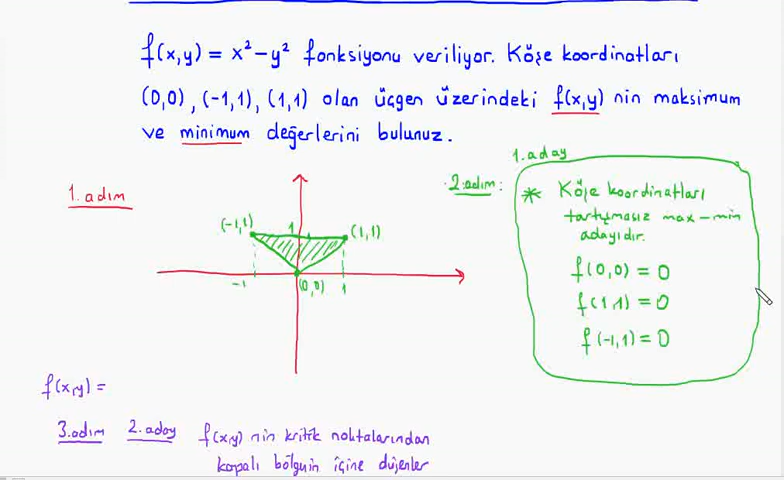 f(x,y) = x² - y² fonksiyonu veriliyor. Köşe koordinatları
(0,0), (-1,1), (1,1) olan üçgen üzerindeki f(x,y) nin maksimum
ve minimum değerlerini bulunuz.
1. adım
(-1,1)
1
(1,1)
-1
(0,0)
1
2. adım:
1. aday
* Köşe koordinatları
tartışmasız max-min
adayıdır.
f(0,0) = 0
f(1,1) = 0
f(-1,1) = 0
f(x,y) =
3. adım 2. aday f(x,y) nin kritik noktalarından
kapalı bölgnin içine düşenler